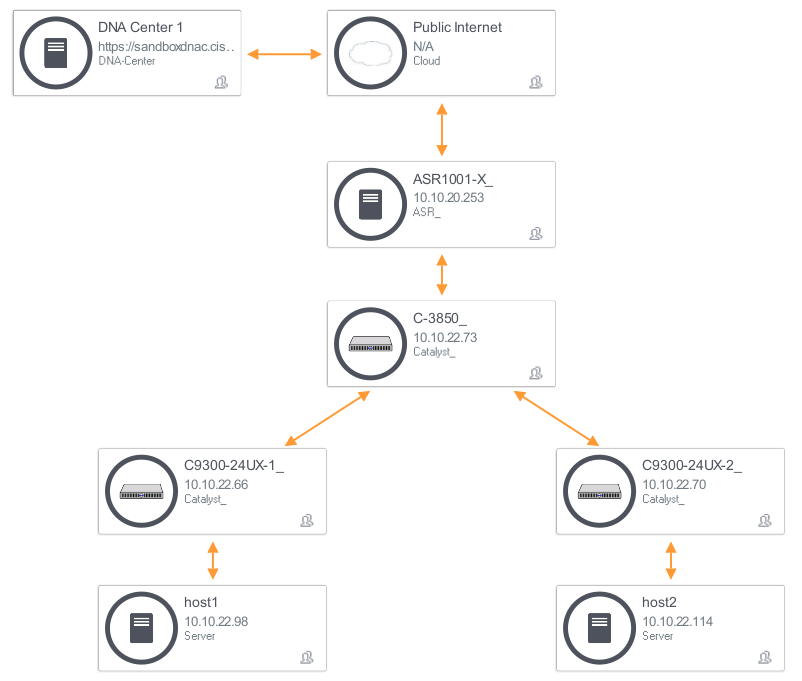 DNA Center 1
https://sandboxdnac.cis..
DNA-Center
Public Internet
N/A
Cloud
ASR1001-X_
10.10.20.253
ASR_
C-3850_
10.10.22.73
Catalyst_
C9300-24UX-1_
10.10.22.66
Catalyst_
C9300-24UX-2_
10.10.22.70
Catalyst_
host1
10.10.22.98
Server
host2
10.10.22.114
Server